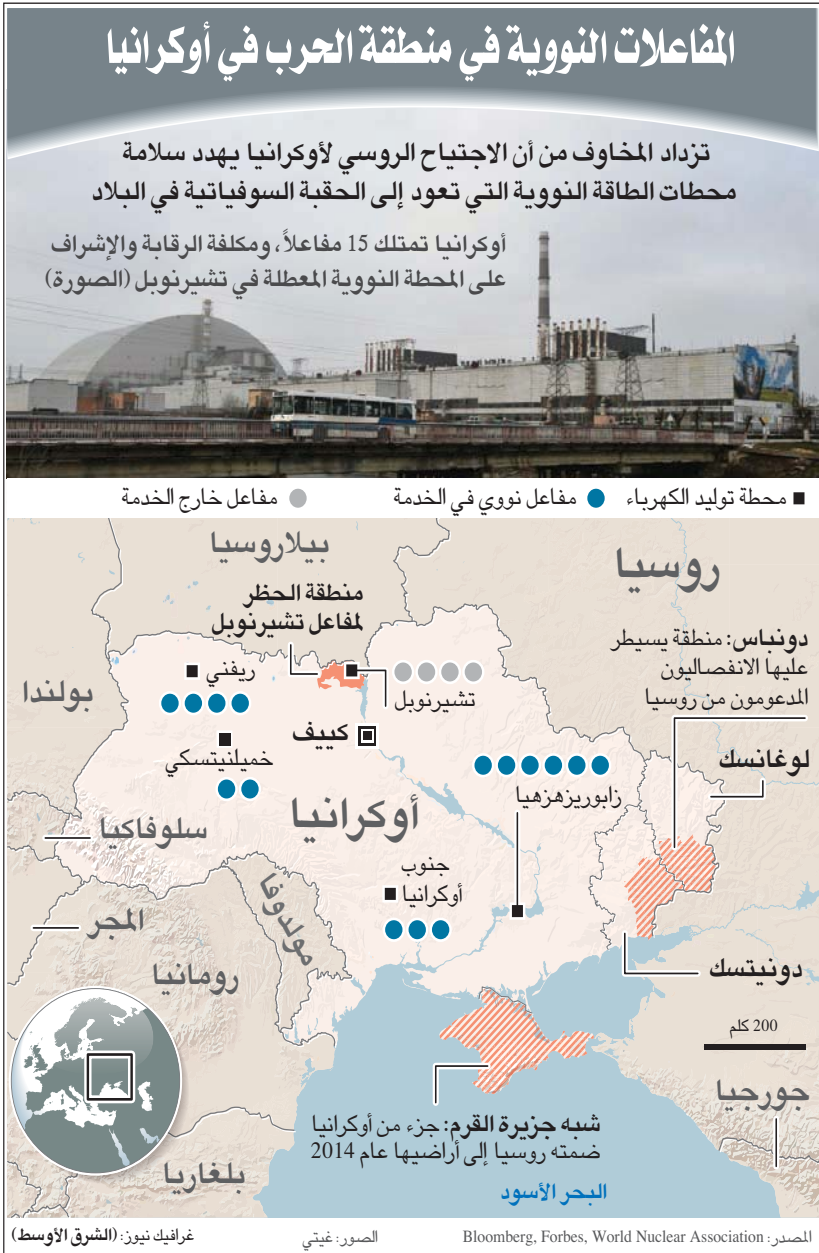 المفاعلات النووية في منطقة الحرب في أوكرانيا
تزداد المخاوف من أن الاجتياح الروسي لأوكرانيا يهدد سلامة
محطات الطاقة النووية التي تعود إلى الحقبة السوفياتية في البلاد
أوكرانيا تمتلك 15 مفاعلاً، ومكلفة الرقابة والإشراف
على المحطة النووية المعطلة في تشيرنوبل (الصورة)
محطة توليد الكهرباء
مفاعل نووي في الخدمة
مفاعل خارج الخدمة
روسيا
بيلاروسيا
منطقة الحظر
لمفاعل تشيرنوبل
دونباس: منطقة يسيطر
عليها الانفصاليون
المدعومون من روسيا
ريفني
بولندا
تشيرنوبل
كييف
خميلنيتسكي
لوغانسك
زابوريزهزهيا
أوكرانيا
سلوفاكيا
جنوب
أوكرانيا
مولدوفا
المجر
رومانيا
دونيتسك
200 كلم
جورجيا
شبه جزيرة القرم: جزء من أوكرانيا
ضمته روسيا إلى أراضيها عام 2014
البحر الأسود
بلغاريا
المصدر: Bloomberg, Forbes, World Nuclear Association
الصور: غيتي
غرافيك نيوز: (الشرق الأوسط)